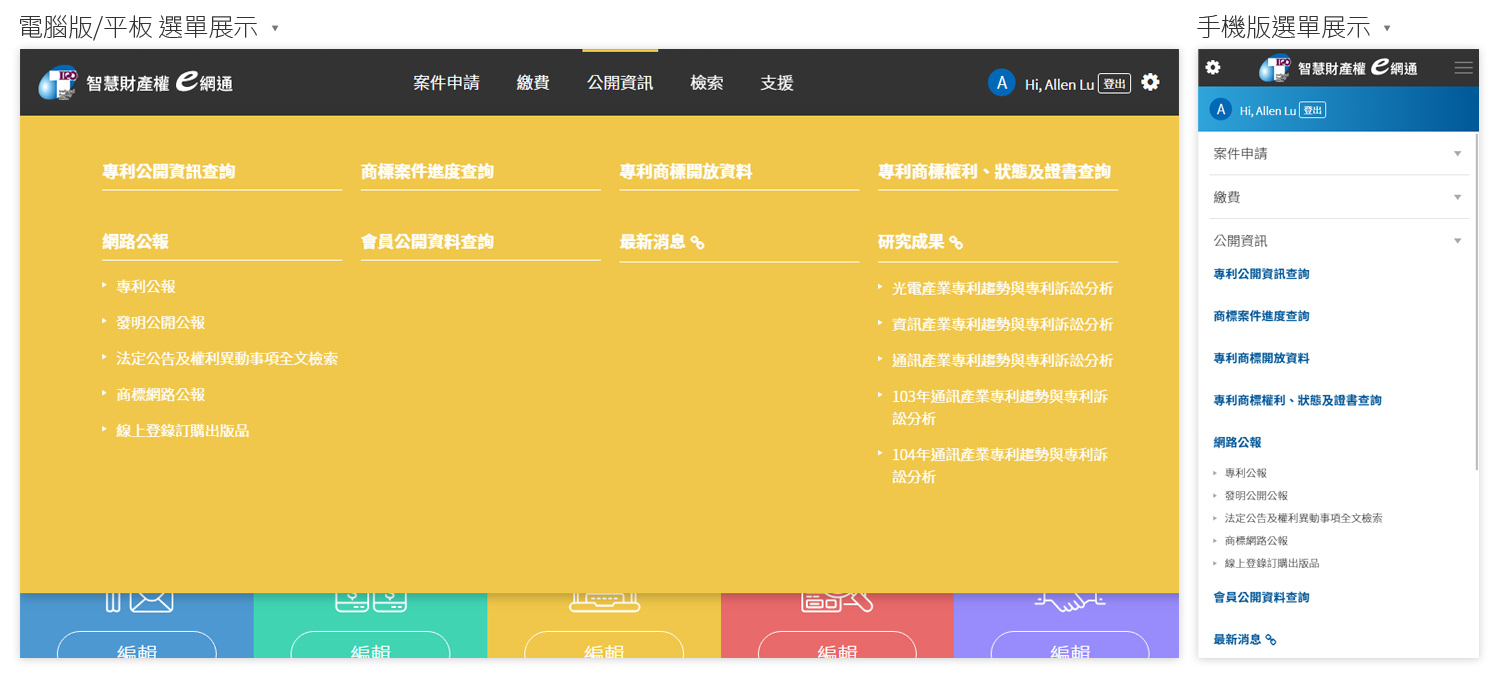 電腦版/平板 選單展示
智慧財產權 e網通
案件申請 繳費 公開資訊 檢索 支援
A Hi, Allen Lu 登出
專利公開資訊查詢 商標案件進度查詢 專利商標開放資料 專利商標權利、狀態及證書查詢
網路公報
專利公報
發明公開公報
法定公告及權利異動事項全文檢索
商標網路公報
線上登錄訂購出版品
會員公開資料查詢
最新消息
研究成果
光電產業專利趨勢與專利訴訟分析
資訊產業專利趨勢與專利訴訟分析
通訊產業專利趨勢與專利訴訟分析
103年通訊產業專利趨勢與專利訴
訟分析
104年通訊產業專利趨勢與專利訴
訟分析
編輯 編輯 編輯 編輯 編輯
手機版選單展示
智慧財產權 e網通
A Hi, Allen Lu 登出
案件申請
繳費
公開資訊
專利公開資訊查詢
商標案件進度查詢
專利商標開放資料
專利商標權利、狀態及證書查詢
網路公報
專利公報
發明公開公報
法定公告及權利異動事項全文檢索
商標網路公報
線上登錄訂購出版品
會員公開資料查詢
最新消息